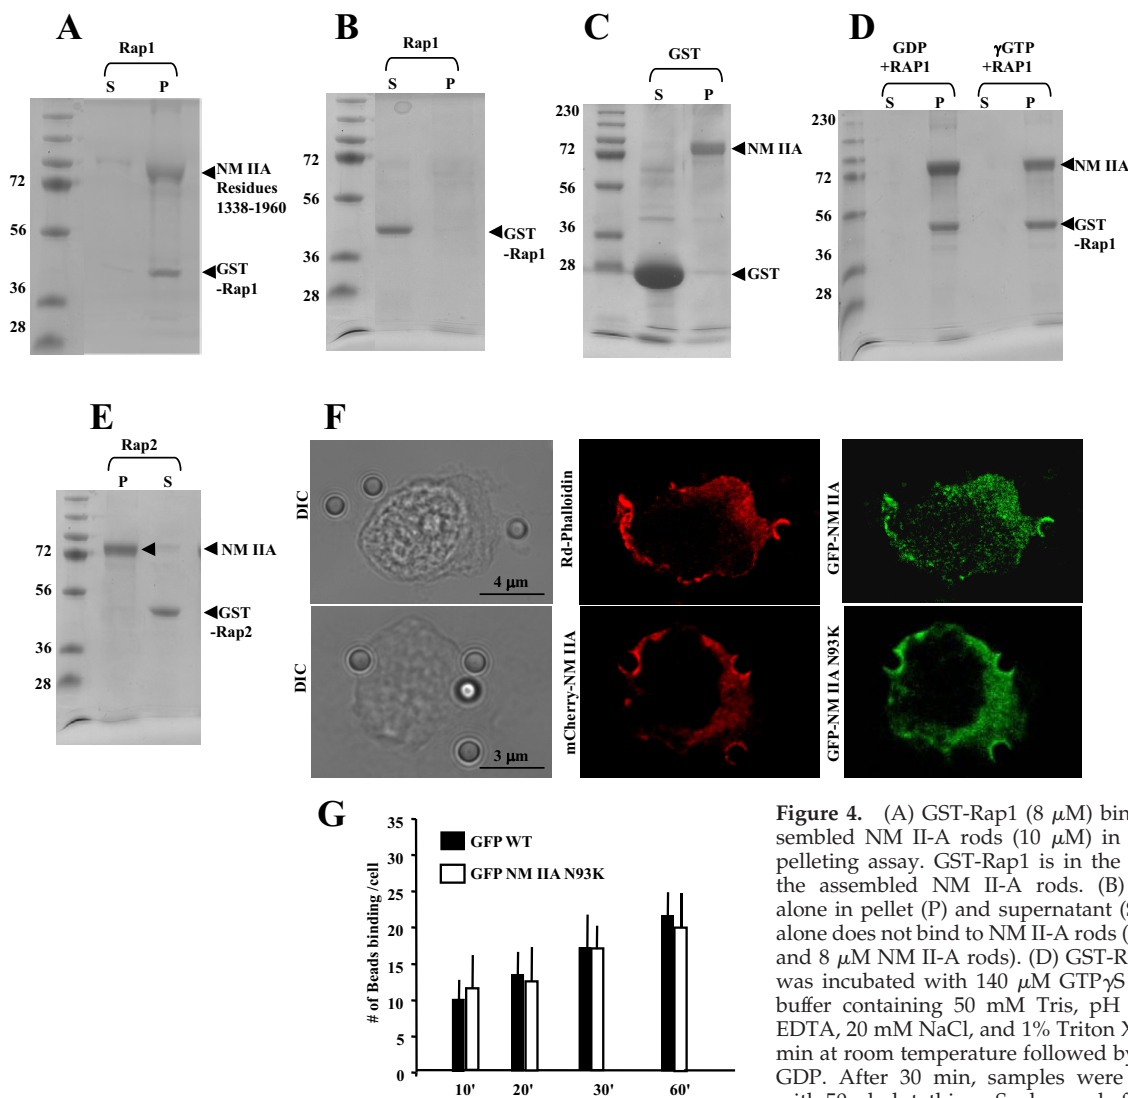 A
Rap1
S P
72
56
36
28
NM IIA
Residues
1338-1960
GST
-Rap1
B
Rap1
S P
72
56
36
28
GST
-Rap1
C
GST
S P
230
72
56
36
28
NM IIA
GST
D
GDP
+RAP1
γGTP
+RAP1
S P S P
230
72
56
36
28
NM IIA
GST
-Rap1
E
Rap2
P S
72
56
36
28
NM IIA
GST
-Rap2
F
DIC
4 μm
Rd-Phalloidin
GFP-NM IIA
DIC
3 μm
mCherry-NM IIA
GFP-NM IIA N93K
G
# of Beads binding /cell
35
30
25
20
15
10
5
0
GFP WT
GFP NM IIA N93K
10' 20' 30' 60'
Figure 4. (A) GST-Rap1 (8 μM) bin
sembled NM II-A rods (10 μM) in
pelleting assay. GST-Rap1 is in the
the assembled NM II-A rods. (B)
alone in pellet (P) and supernatant (S
alone does not bind to NM II-A rods (
and 8 μM NM II-A rods). (D) GST-R
was incubated with 140 μM GTPγS
buffer containing 50 mM Tris, pH
EDTA, 20 mM NaCl, and 1% Triton X
min at room temperature followed by
GDP. After 30 min, samples were